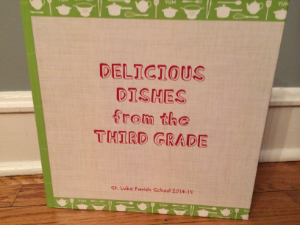 DELICIOUS
DISHES
from the
THIRD GRADE
St. Luke Parish School 2014-15